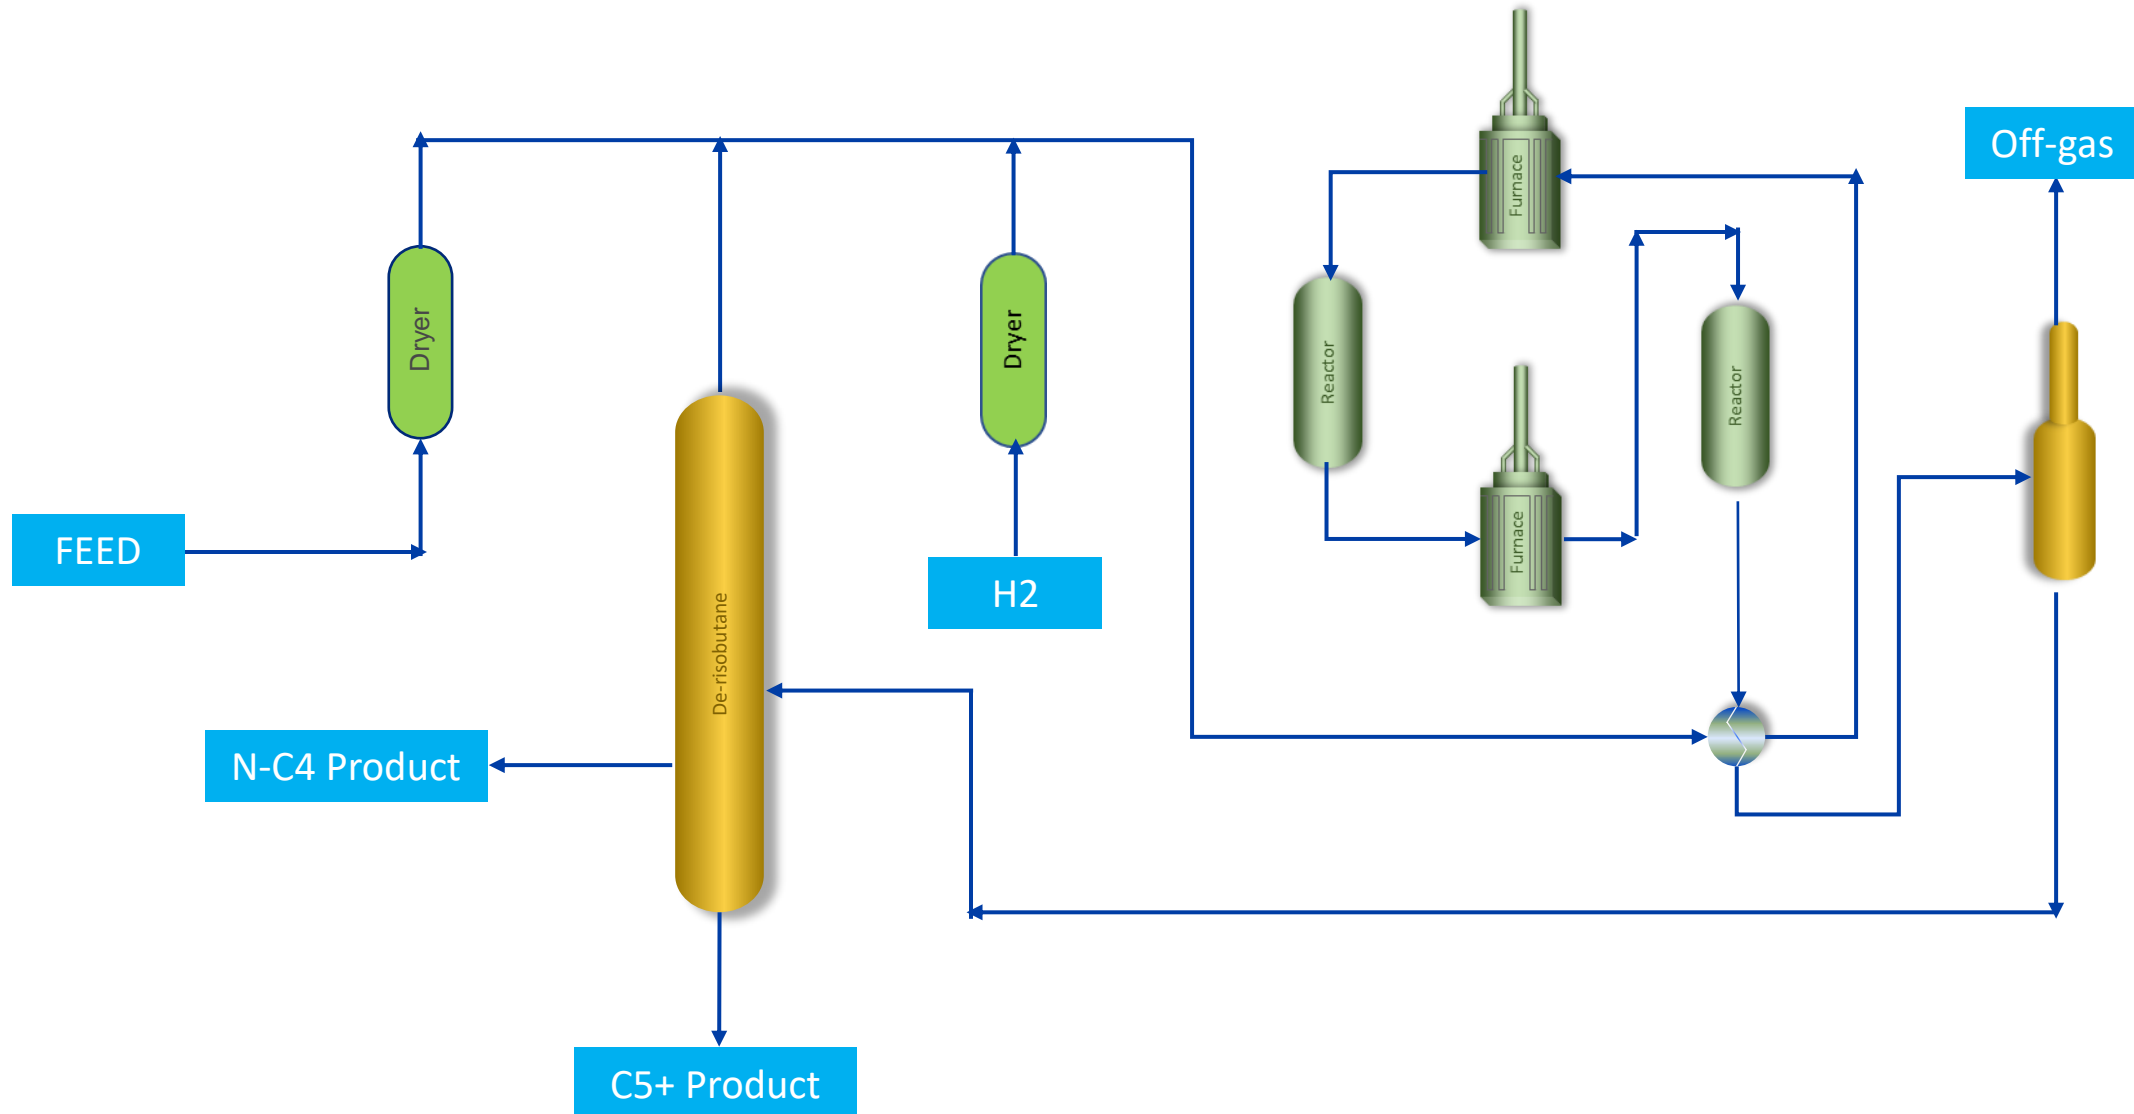 Off-gas
Furnace
Dryer
Dryer
Reactor
Reactor
Furnace
FEED
H2
De-risobutane
N-C4 Product
C5+ Product